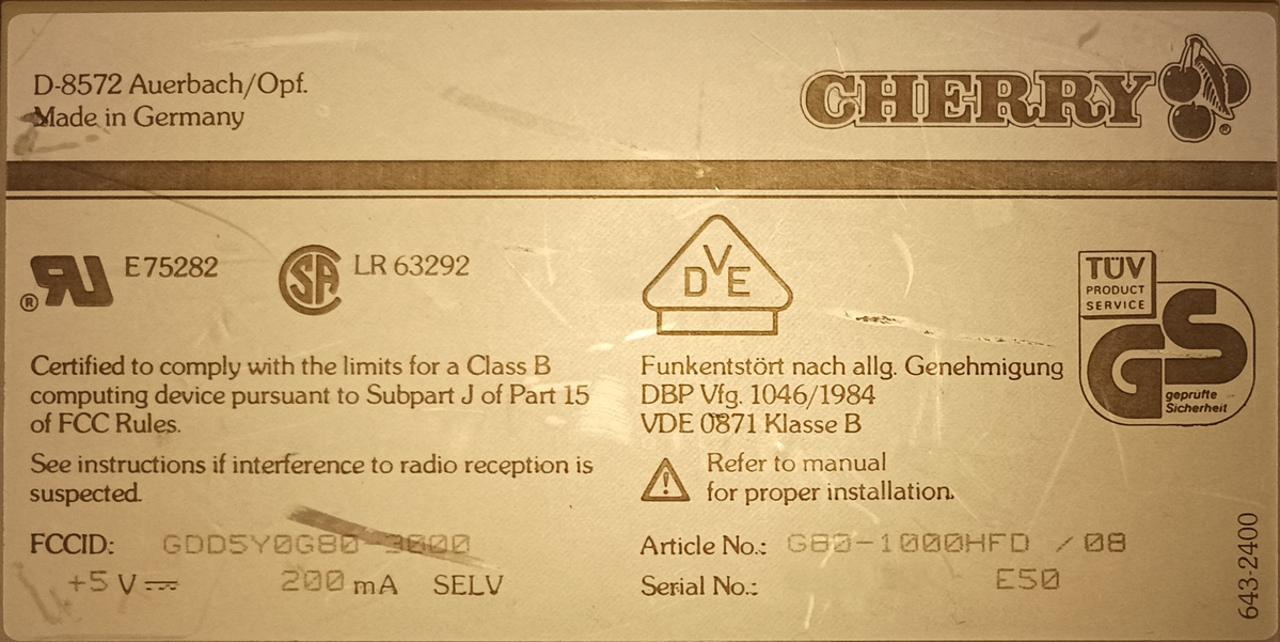 D-8572 Auerbach/Opf.
Made in Germany
CHERRY ®
® RU E75282
SA LR 63292
DVE
TÜV
PRODUCT
SERVICE
GS
geprüfte
Sicherheit
Certified to comply with the limits for a Class B
computing device pursuant to Subpart J of Part 15
of FCC Rules.
See instructions if interference to radio reception is
suspected.
Funkentstört nach allg. Genehmigung
DBP Vfg. 1046/1984
VDE 0871 Klasse B
Refer to manual
for proper installation.
FCCID: GDD5Y0G80-3000
+5 V 200 mA SELV
Article No.: G80-1000HFD /08
Serial No.: E50
643-2400